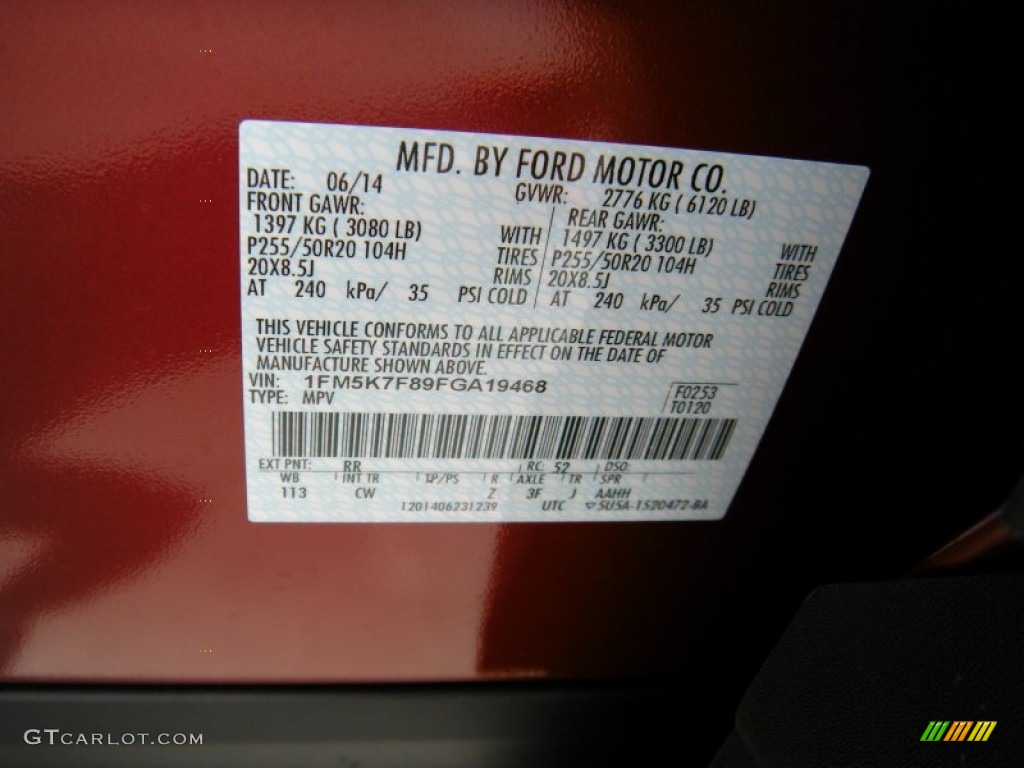 MFD. BY FORD MOTOR CO.
DATE: 06/14 GVWR: 2776 KG ( 6120 LB)
FRONT GAWR: REAR GAWR:
1397 KG ( 3080 LB) WITH 1497 KG ( 3300 LB) WITH
P255/50R20 104H TIRES P255/50R20 104H TIRES
20X8.5J RIMS 20X8.5J RIMS
AT 240 kPa/ 35 PSI COLD AT 240 kPa/ 35 PSI COLD
THIS VEHICLE CONFORMS TO ALL APPLICABLE FEDERAL MOTOR
VEHICLE SAFETY STANDARDS IN EFFECT ON THE DATE OF
MANUFACTURE SHOWN ABOVE.
VIN: 1FM5K7F89FGA19468 F0253
TYPE: MPV T0120
EXT PNT: RR RC: 52 DSO:
WB INT TR TP/PS R AXLE TR SPR
113 CW Z 3F J AAHH
1201406231239 UTC 5U5A-1520472-BA
GTCARLOT.COM